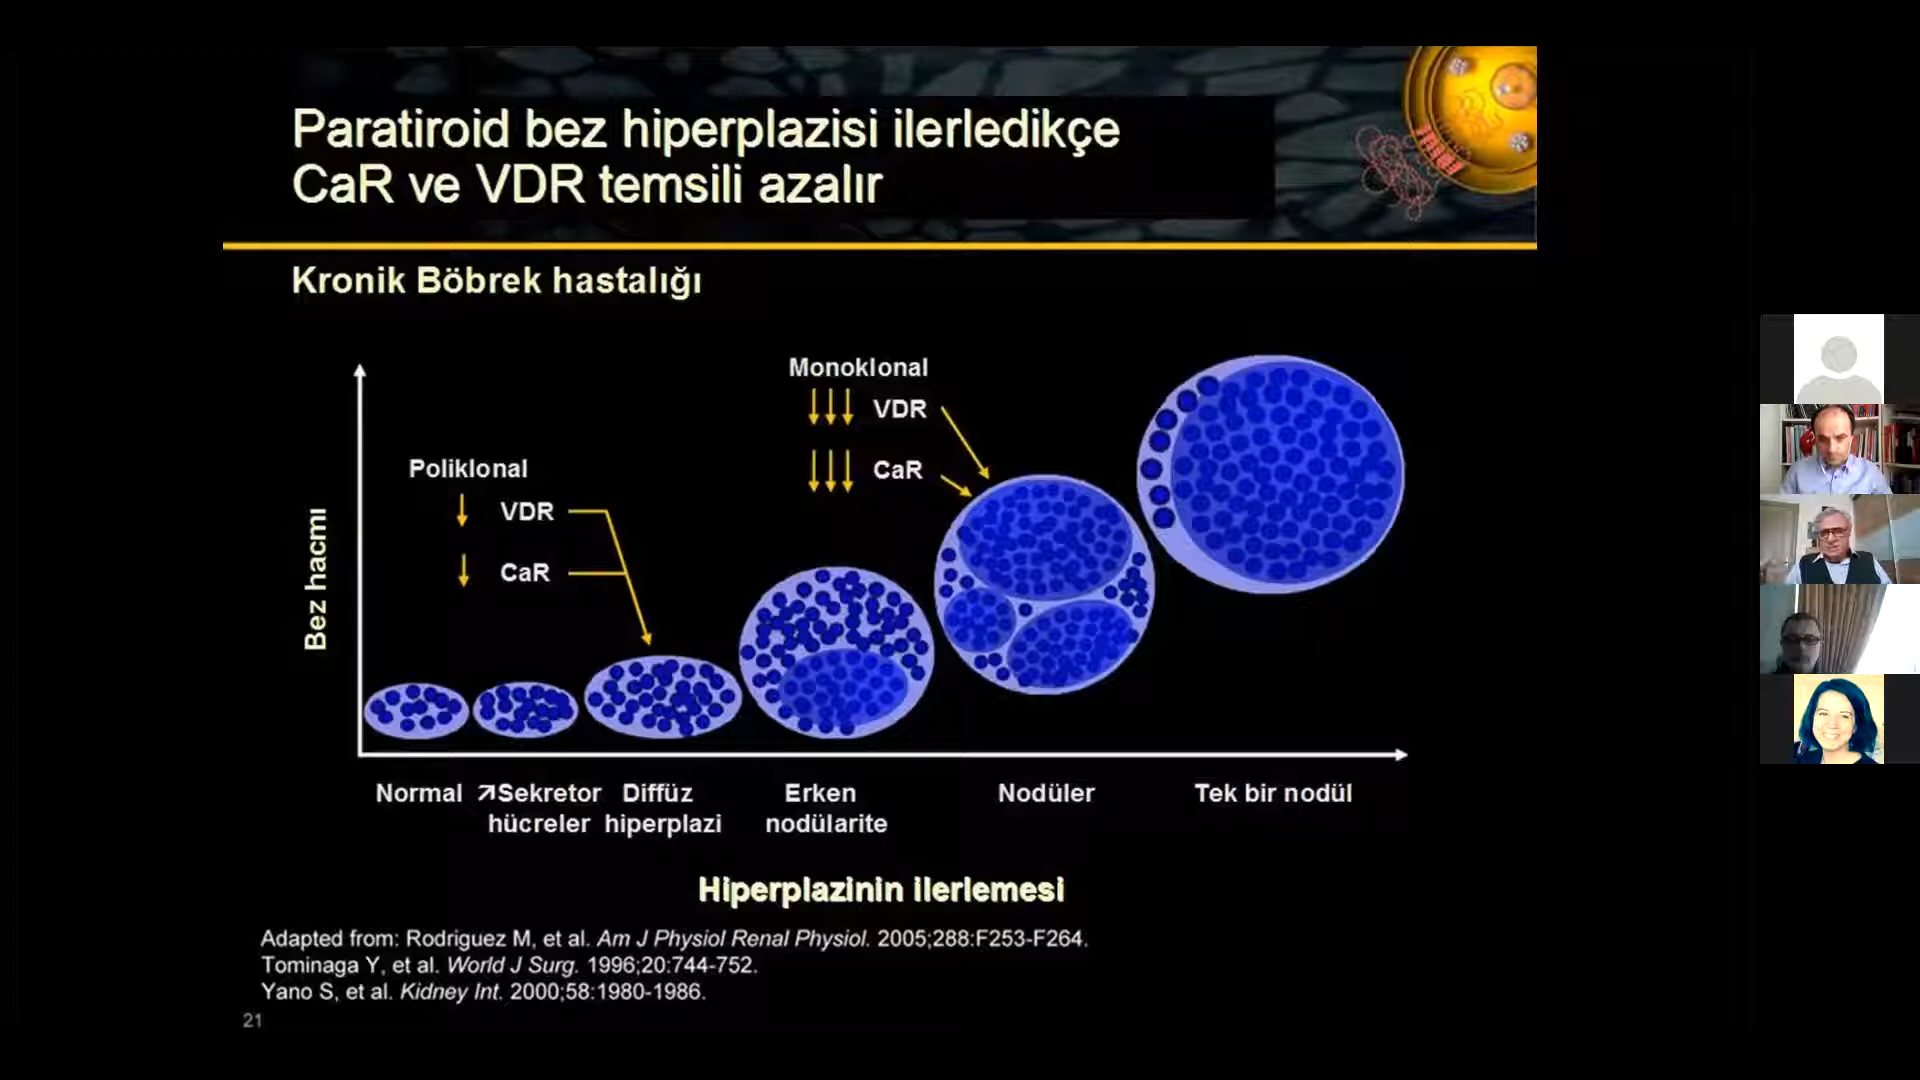 Paratiroid bez hiperplazisi ilerledikçe
CaR ve VDR temsili azalır
Kronik Böbrek hastalığı
Monoklonal
↓↓↓ VDR
↓↓↓ CaR
Poliklonal
↓ VDR
↓ CaR
Bez hacmı
Normal
↗Sekretor
hücreler
Diffüz
hiperplazi
Erken
nodülarite
Nodüler
Tek bir nodül
Hiperplazinin ilerlemesi
Adapted from: Rodriguez M, et al. Am J Physiol Renal Physiol. 2005;288:F253-F264.
Tominaga Y, et al. World J Surg. 1996;20:744-752.
Yano S, et al. Kidney Int. 2000;58:1980-1986.
21